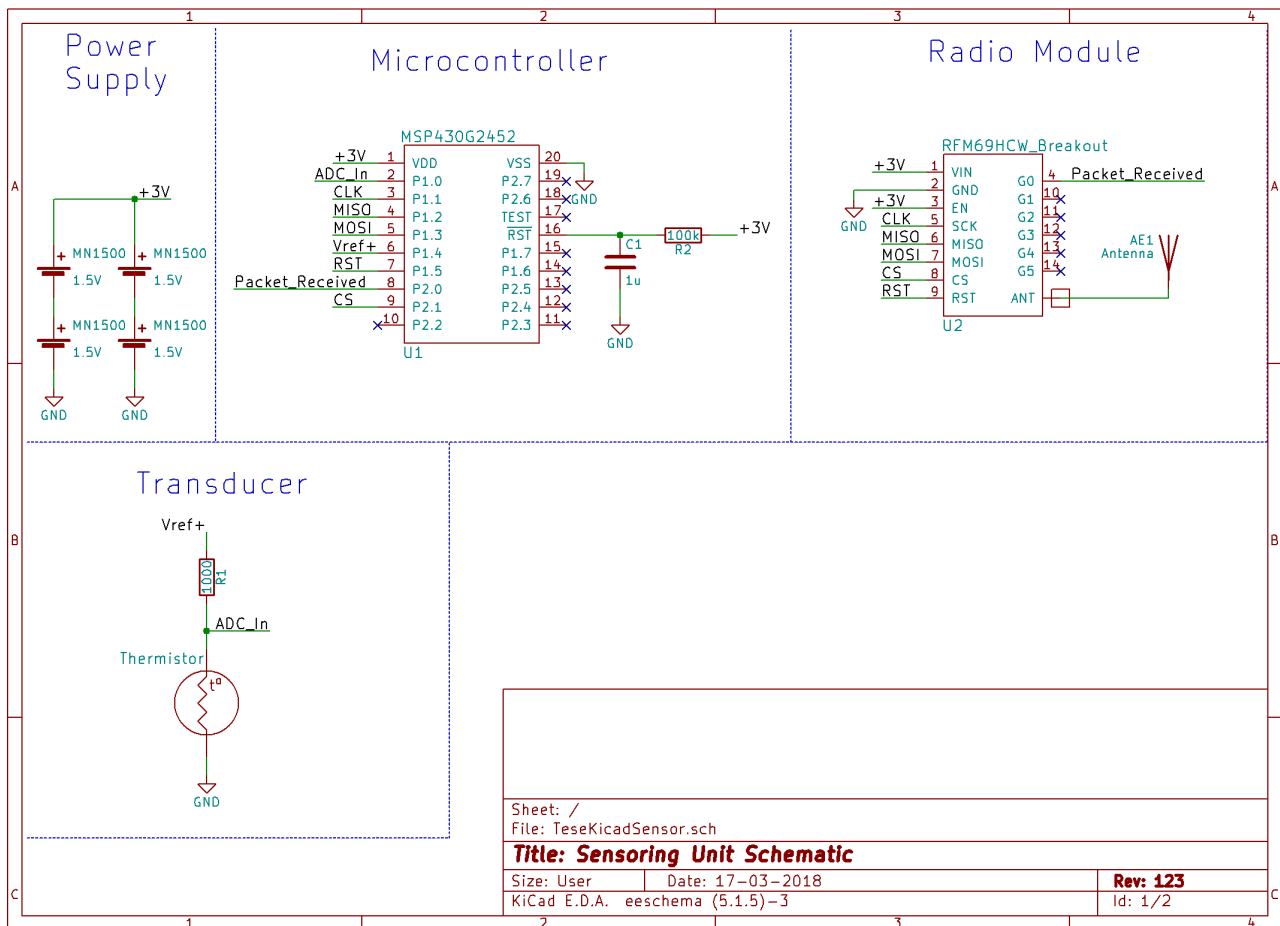 1 2 3 4
A
A
B
B
C
C
Power
Supply
+3V
+ MN1500
1.5V
+ MN1500
1.5V
+ MN1500
1.5V
+ MN1500
1.5V
GND
GND
Microcontroller
MSP430G2452
+3V 1 VDD
ADC_In 2 P1.0
CLK 3 P1.1
MISO 4 P1.2
MOSI 5 P1.3
Vref+ 6 P1.4
RST 7 P1.5
Packet_Received 8 P2.0
CS 9 P2.1
10 P2.2
VSS 20
P2.7 19
P2.6 18
TEST 17
RST 16
P1.7 15
P1.6 14
P2.5 13
P2.4 12
P2.3 11
GND
U1
C1
1u
GND
100k
R2
+3V
Radio Module
RFM69HCW_Breakout
+3V 1 VIN
2 GND
+3V 3 EN
CLK 5 SCK
MISO 6 MISO
MOSI 7 MOSI
CS 8 CS
RST 9 RST
GND
G0 4 Packet_Received
G1 10
G2 11
G3 12
G4 13
G5 14
ANT
U2
AE1
Antenna
Transducer
Vref+
1000
R1
ADC_In
Thermistor
tº
GND
Sheet: /
File: TeseKicadSensor.sch
Title: Sensoring Unit Schematic
Size: User Date: 17-03-2018 Rev: 123
KiCad E.D.A. eeschema (5.1.5)-3 Id: 1/2
1 2 3 4